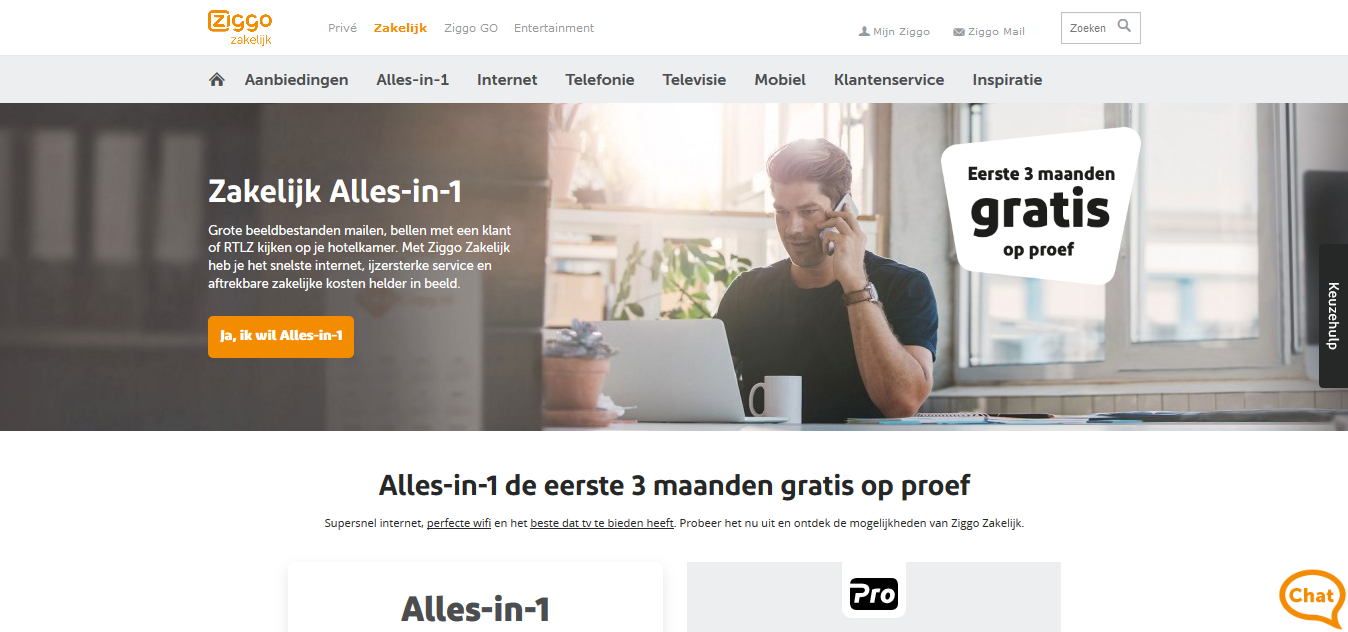 Ziggo
zakelijk
Privé
Zakelijk
Ziggo GO
Entertainment
Mijn Ziggo
Ziggo Mail
Zoeken
Aanbiedingen
Alles-in-1
Internet
Telefonie
Televisie
Mobiel
Klantenservice
Inspiratie
Zakelijk Alles-in-1
Grote beeldbestanden mailen, bellen met een klant
of RTLZ kijken op je hotelkamer. Met Ziggo Zakelijk
heb je het snelste internet, ijzersterke service en
aftrekbare zakelijke kosten helder in beeld.
Ja, ik wil Alles-in-1
Eerste 3 maanden
gratis
op proef
Keuzehulp
Alles-in-1 de eerste 3 maanden gratis op proef
Supersnel internet, perfecte wifi en het beste dat tv te bieden heeft. Probeer het nu uit en ontdek de mogelijkheden van Ziggo Zakelijk.
Alles-in-1
Pro
Chat